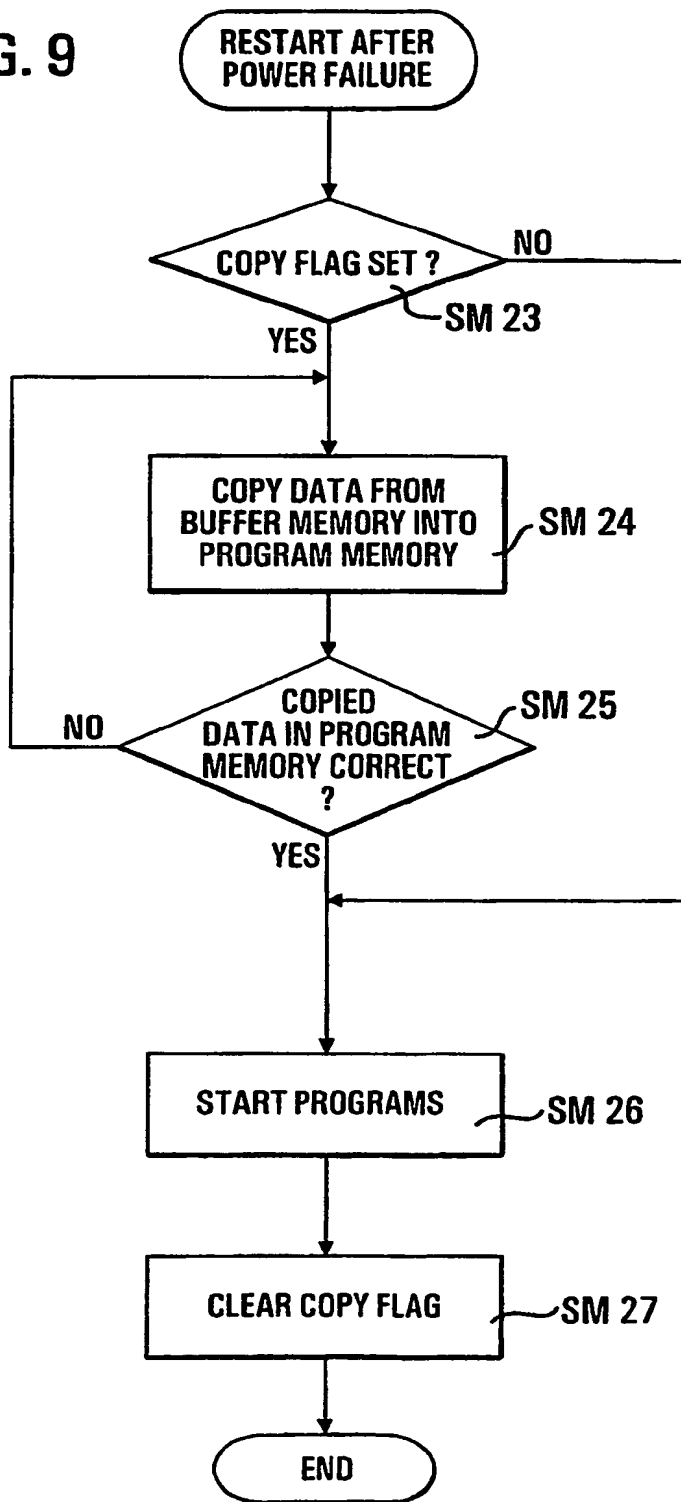 G. 9
RESTART AFTER
POWER FAILURE
COPY FLAG SET ?
NO
SM 23
YES
COPY DATA FROM
BUFFER MEMORY INTO
PROGRAM MEMORY
SM 24
COPIED
DATA IN PROGRAM
MEMORY CORRECT
?
SM 25
NO
YES
START PROGRAMS
SM 26
CLEAR COPY FLAG
SM 27
END